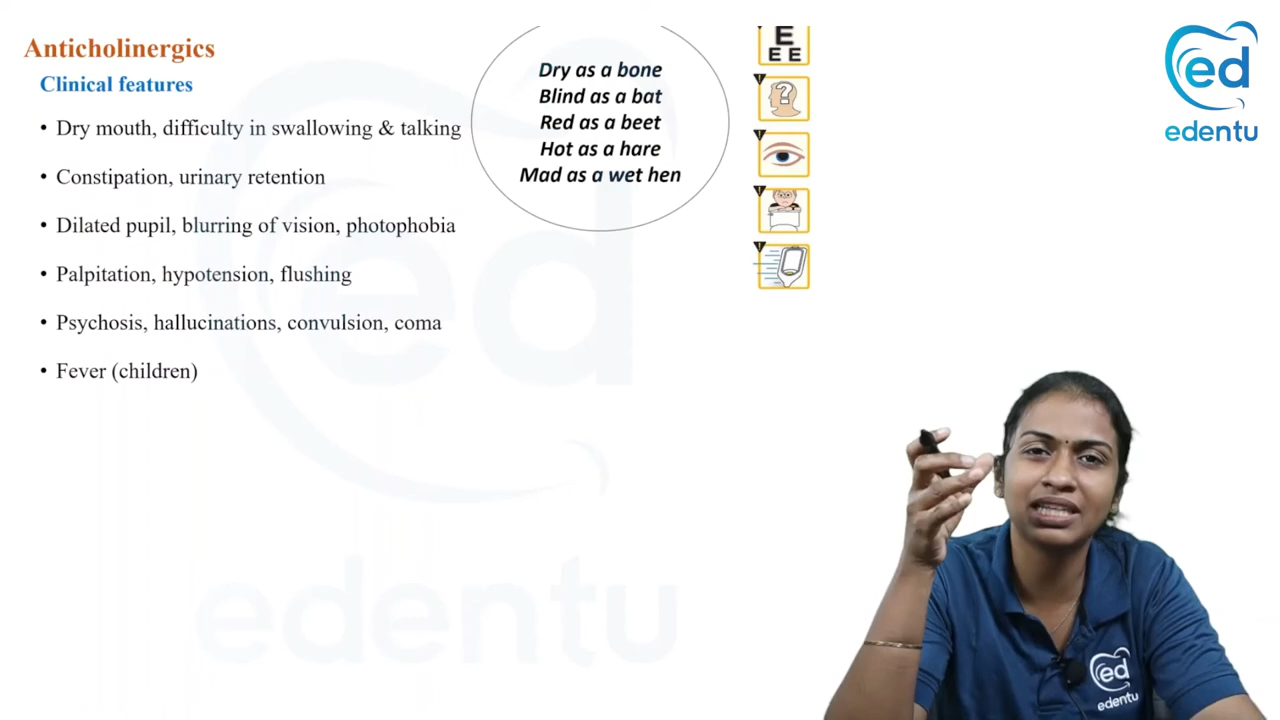 Anticholinergics
Clinical features
• Dry mouth, difficulty in swallowing & talking
• Constipation, urinary retention
• Dilated pupil, blurring of vision, photophobia
• Palpitation, hypotension, flushing
• Psychosis, hallucinations, convulsion, coma
• Fever (children)
Dry as a bone
Blind as a bat
Red as a beet
Hot as a hare
Mad as a wet hen
E
E E
?
ed
edentu
ed
edentu
ed
edentu